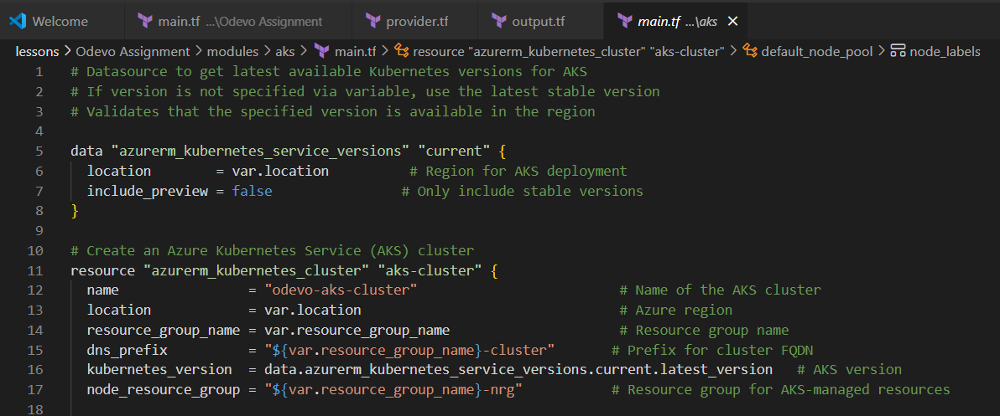 Welcome main.tf ...\Odevo Assignment provider.tf output.tf main.tf ...\aks
lessons > Odevo Assignment > modules > aks > main.tf > resource "azurerm_kubernetes_cluster" "aks-cluster" > default_node_pool > node_labels
1 # Datasource to get latest available Kubernetes versions for AKS
2 # If version is not specified via variable, use the latest stable version
3 # Validates that the specified version is available in the region
4
5 data "azurerm_kubernetes_service_versions" "current" {
6   location        = var.location          # Region for AKS deployment
7   include_preview = false                # Only include stable versions
8 }
9
10 # Create an Azure Kubernetes Service (AKS) cluster
11 resource "azurerm_kubernetes_cluster" "aks-cluster" {
12   name                = "odevo-aks-cluster"                         # Name of the AKS cluster
13   location            = var.location                                # Azure region
14   resource_group_name = var.resource_group_name                     # Resource group name
15   dns_prefix          = "${var.resource_group_name}-cluster"       # Prefix for cluster FQDN
16   kubernetes_version  = data.azurerm_kubernetes_service_versions.current.latest_version   # AKS version
17   node_resource_group = "${var.resource_group_name}-nrg"           # Resource group for AKS-managed resources
18